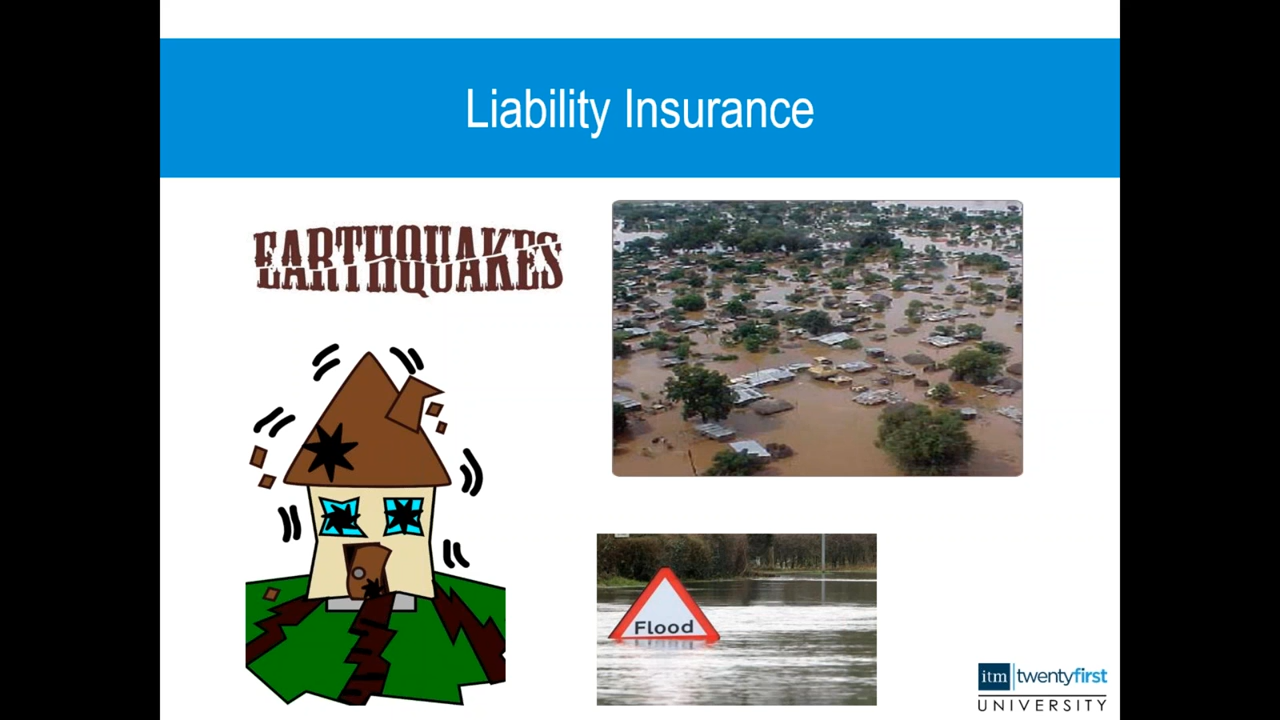 Liability Insurance
EARTHQUAKES
Flood
itm twentyfirst
UNIVERSITY